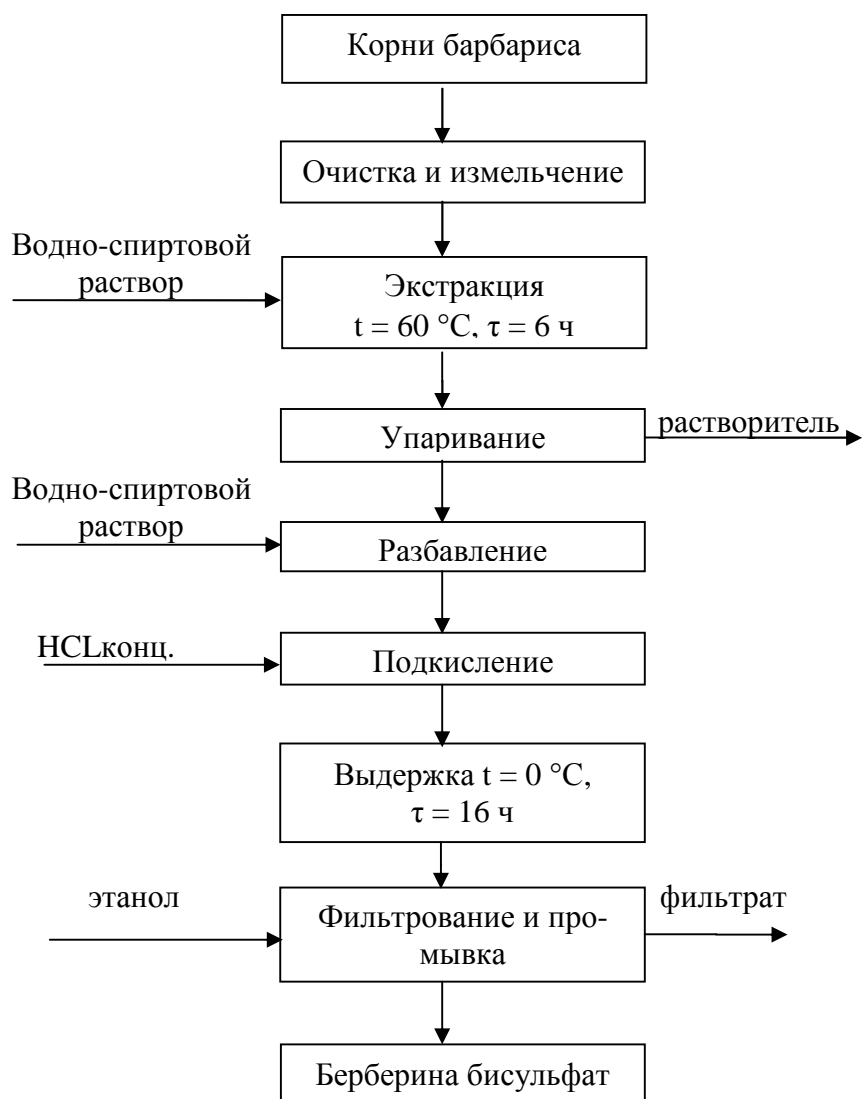 Корни барбариса
Очистка и измельчение
Водно-спиртовой
раствор
Экстракция
t = 60 °С, τ = 6 ч
Упаривание
растворитель
Водно-спиртовой
раствор
Разбавление
HCLконц.
Подкисление
Выдержка t = 0 °С,
τ = 16 ч
этанол
Фильтрование и про-
мывка
фильтрат
Берберина бисульфат